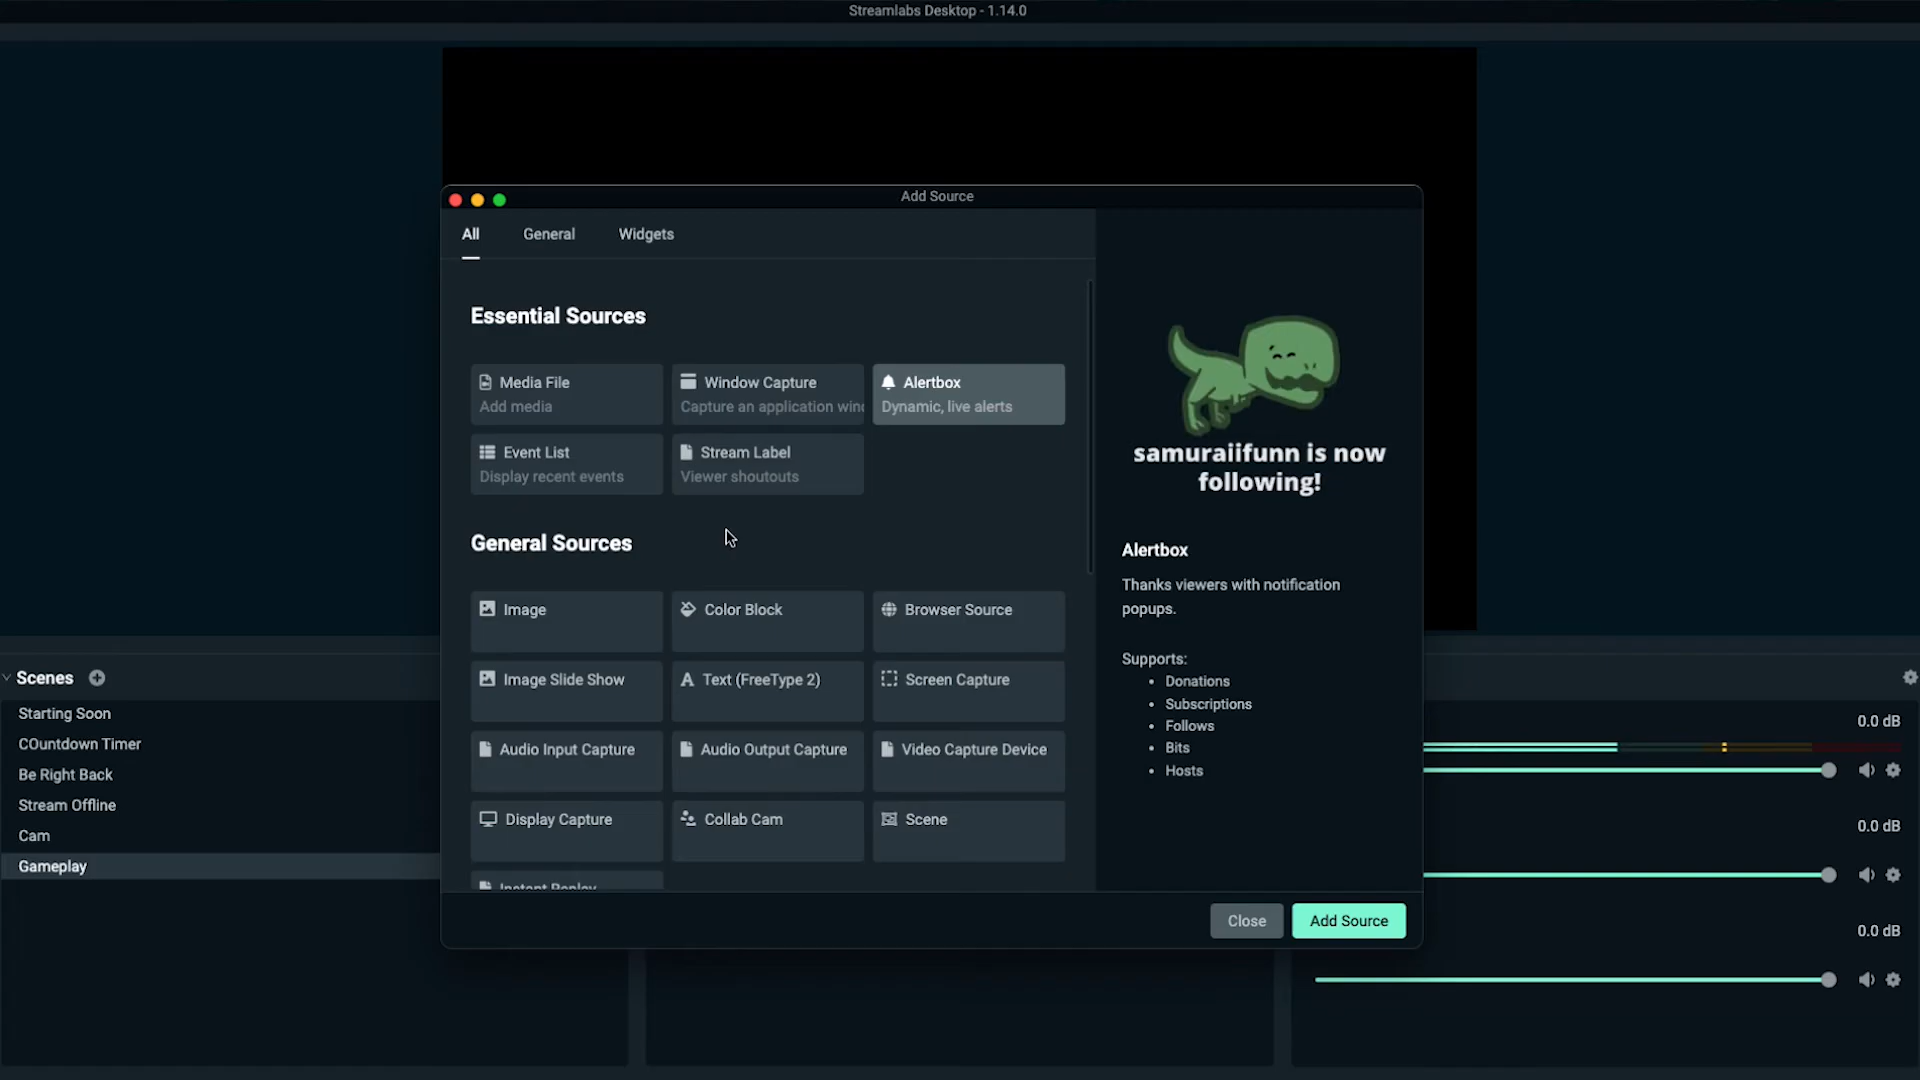 Streamlabs Desktop - 1.14.0
Add Source
All General Widgets
Essential Sources
Media File
Add media
Window Capture
Capture an application wind
Alertbox
Dynamic, live alerts
Event List
Display recent events
Stream Label
Viewer shoutouts
General Sources
Image
Color Block
Browser Source
Image Slide Show
Text (FreeType 2)
Screen Capture
Audio Input Capture
Audio Output Capture
Video Capture Device
Display Capture
Collab Cam
Scene
Instant Replay
samuraiifunn is now
following!
Alertbox
Thanks viewers with notification
popups.
Supports:
• Donations
• Subscriptions
• Follows
• Bits
• Hosts
Close
Add Source
Scenes
Starting Soon
COuntdown Timer
Be Right Back
Stream Offline
Cam
Gameplay
0.0 dB
0.0 dB
0.0 dB